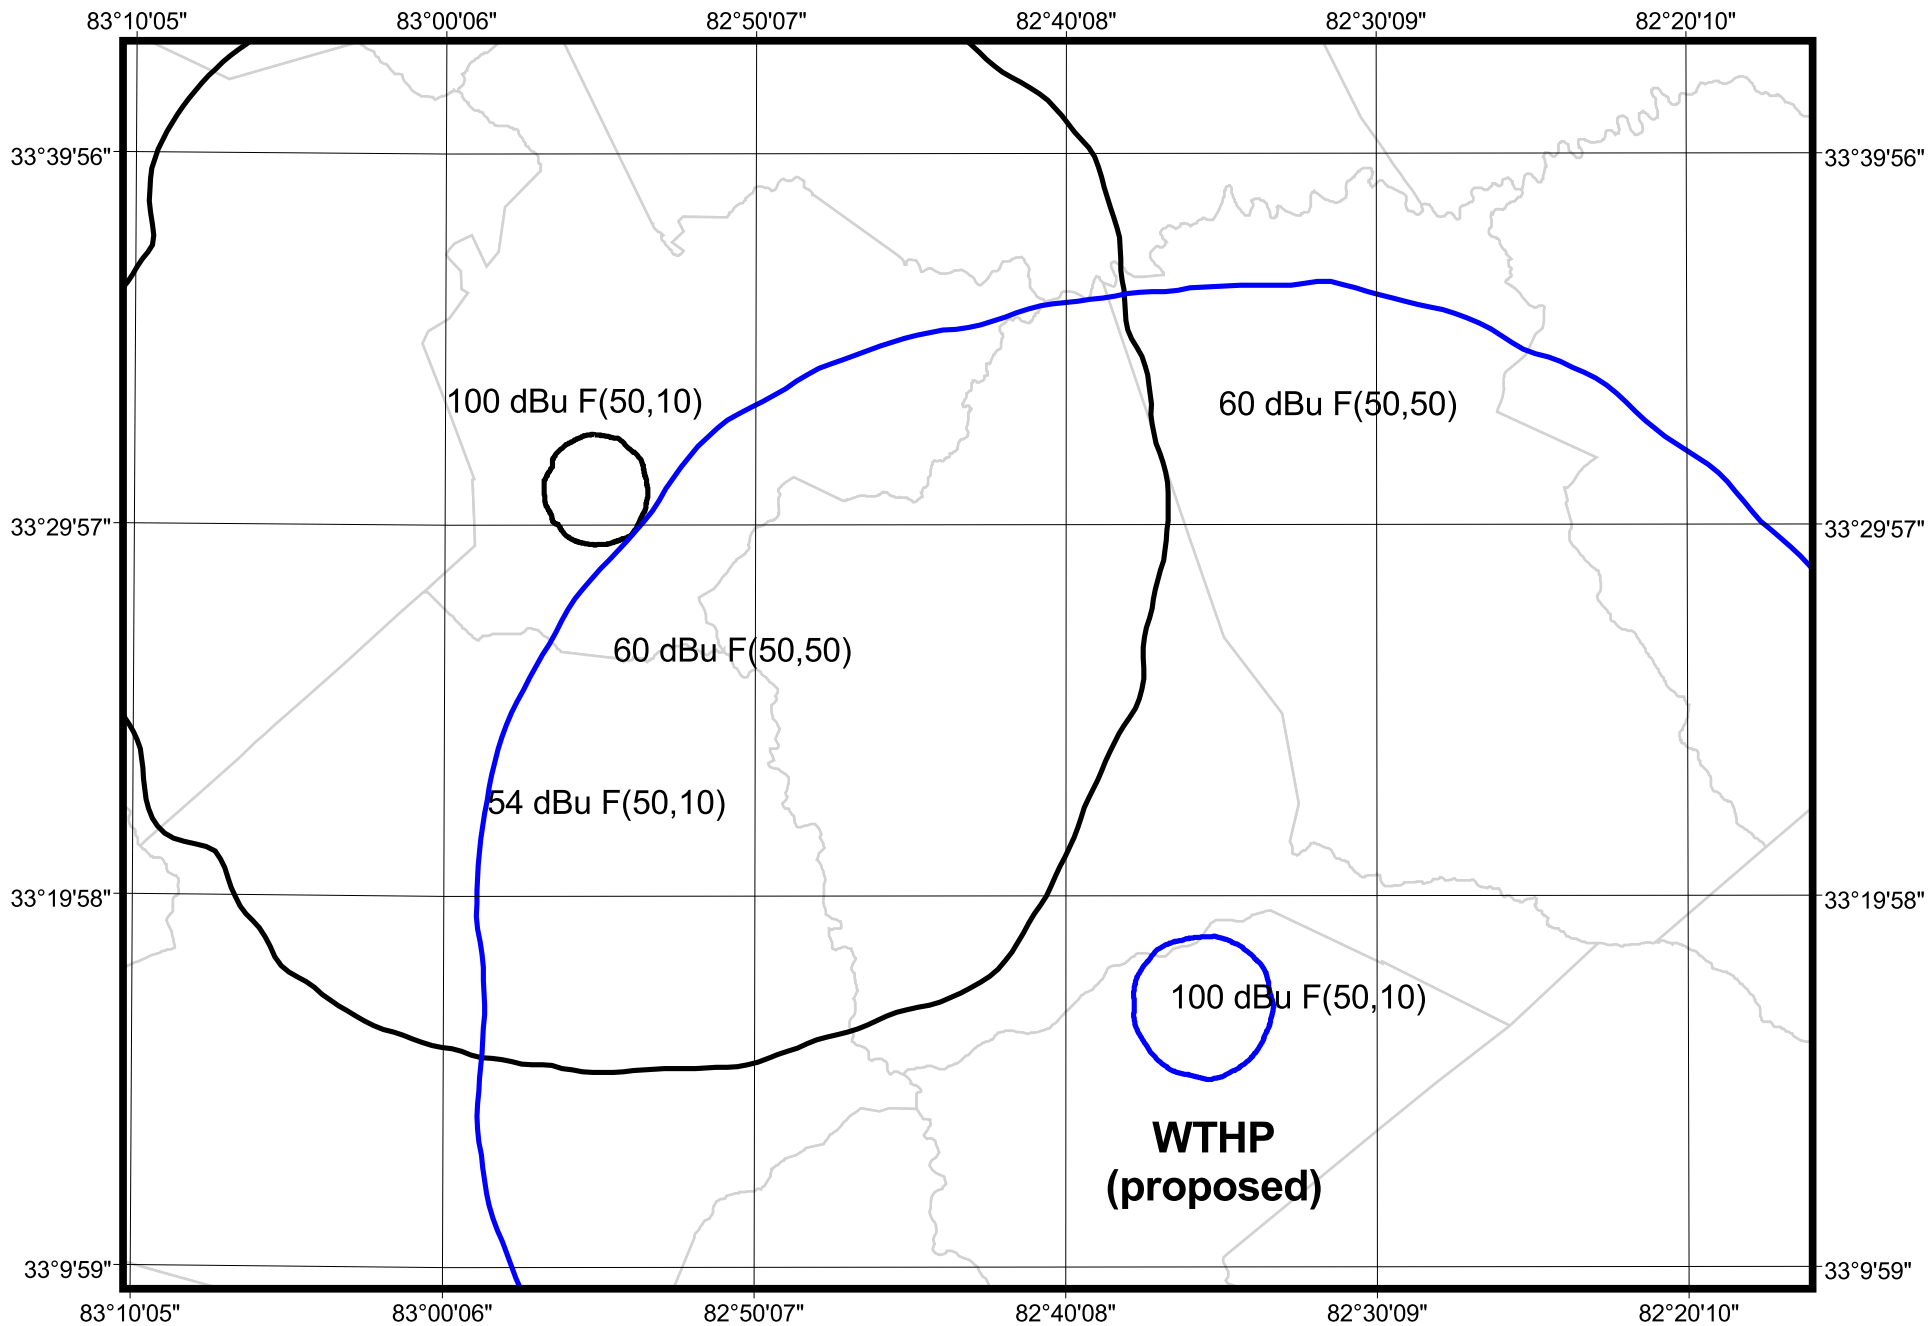 83°10'05" 83°00'06" 82°50'07" 82°40'08" 82°30'09" 82°20'10"
33°39'56" 33°39'56"
100 dBu F(50,10) 60 dBu F(50,50)
33°29'57" 33°29'57"
60 dBu F(50,50)
54 dBu F(50,10)
33°19'58" 33°19'58"
100 dBu F(50,10)
WTHP
(proposed)
33°9'59" 33°9'59"
83°10'05" 83°00'06" 82°50'07" 82°40'08" 82°30'09" 82°20'10"